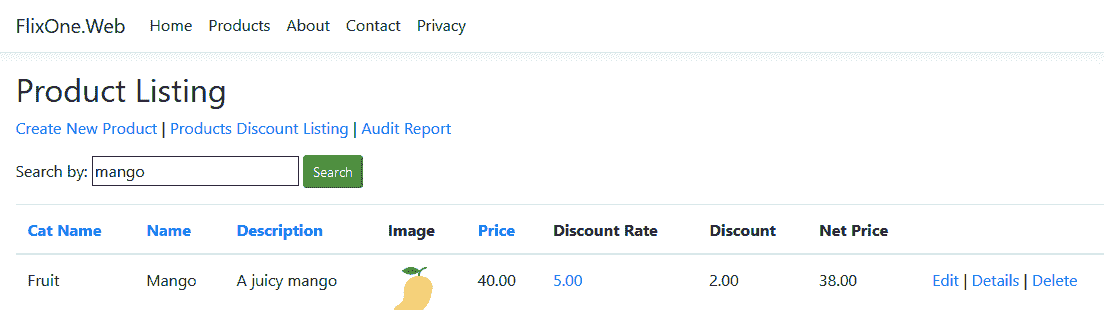 FlixOne.Web Home Products About Contact Privacy
Product Listing
Create New Product | Products Discount Listing | Audit Report
Search by: mango Search
Cat Name Name Description Image Price Discount Rate Discount Net Price
Fruit Mango A juicy mango 40.00 5.00 2.00 38.00 Edit | Details | Delete